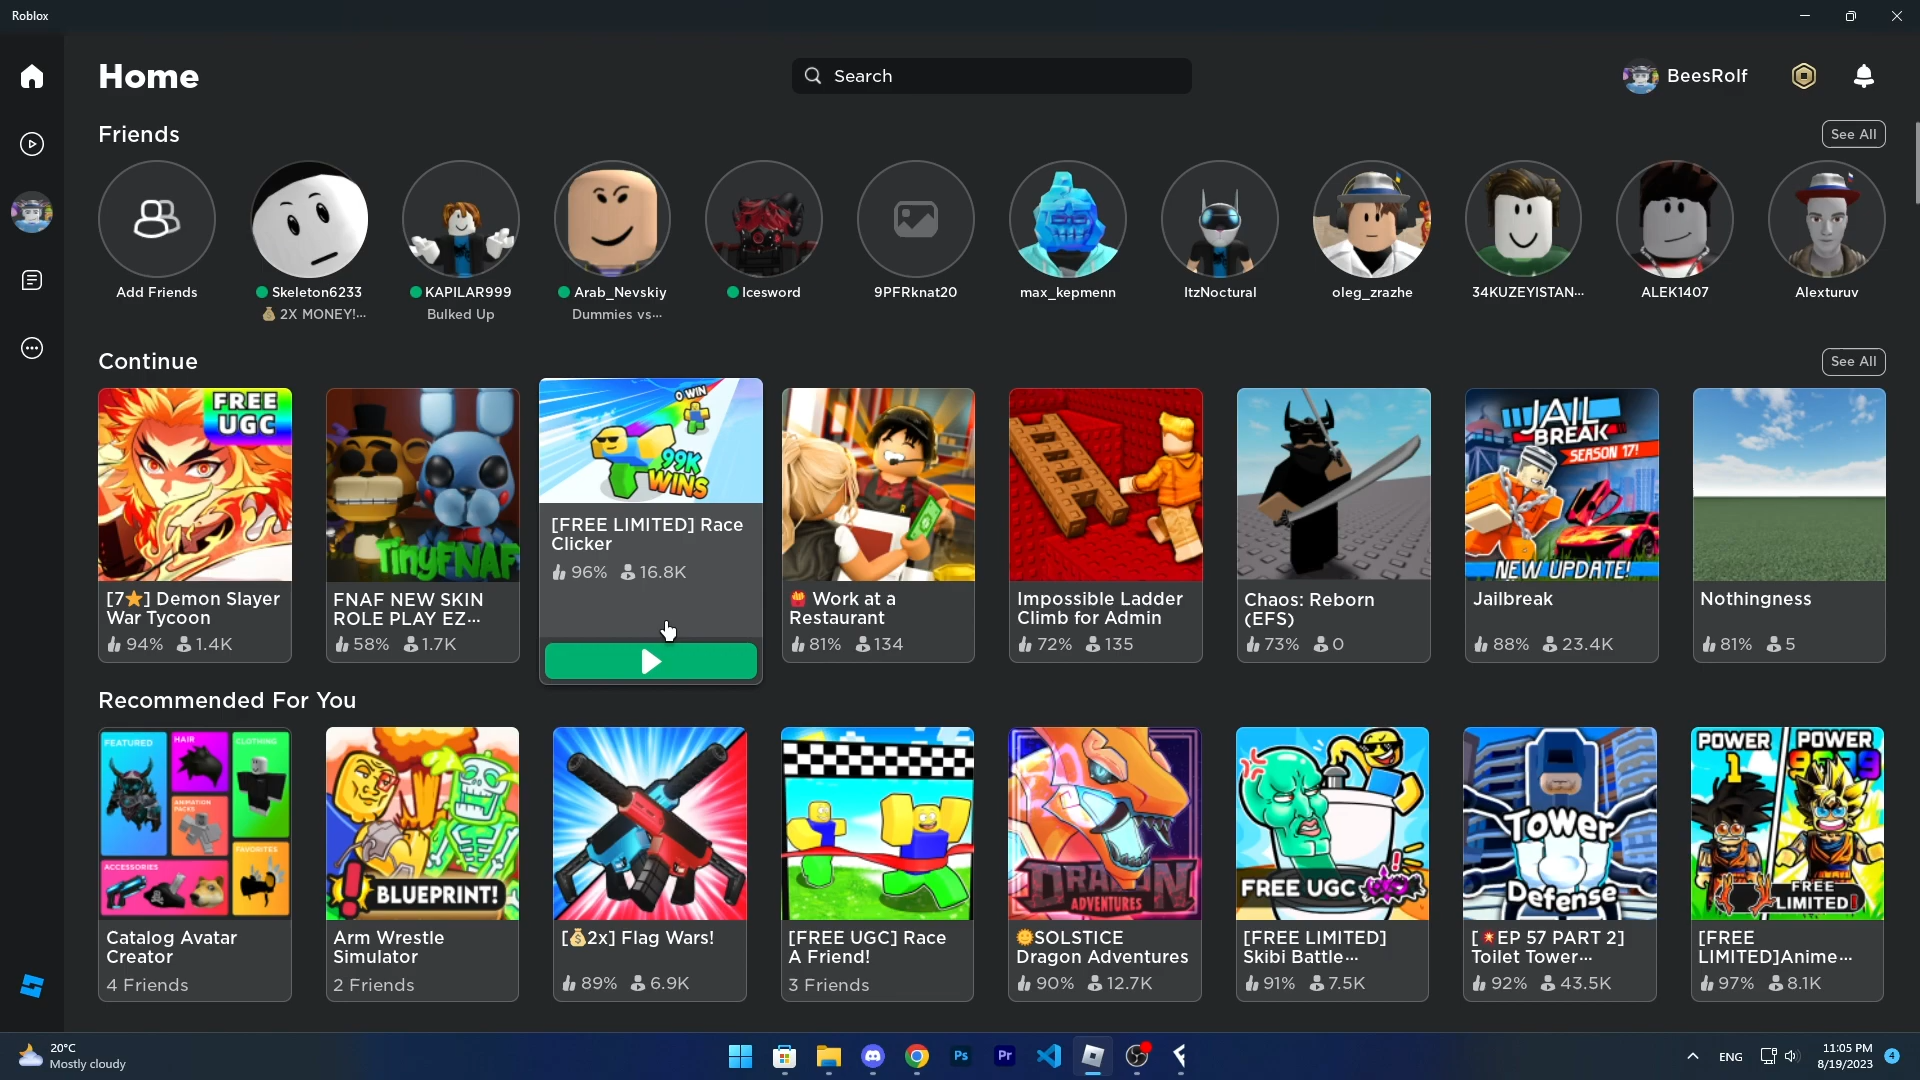 Roblox
Home
Search
BeesRolf
Friends
See All
Add Friends
Skeleton6233
2X MONEY!...
KAPILAR999
Bulked Up
Arab_Nevskiy
Dummies vs...
Icesword
9PFRknat20
max_kepmenn
ItzNoctural
oleg_zrazhe
34KUZEYISTAN...
ALEK1407
Alexturuv
Continue
See All
FREE
UGC
[7⭐] Demon Slayer
War Tycoon
94% 1.4K
TinyFNAF
FNAF NEW SKIN
ROLE PLAY EZ...
58% 1.7K
0 WIN
99K
WINS
[FREE LIMITED] Race
Clicker
96% 16.8K
Work at a
Restaurant
81% 134
Impossible Ladder
Climb for Admin
72% 135
Chaos: Reborn
(EFS)
73% 0
JAIL
BREAK
SEASON 17!
NEW UPDATE!
Jailbreak
88% 23.4K
Nothingness
81% 5
Recommended For You
FEATURED
HAIR
CLOTHING
ANIMATION
PACKS
ACCESSORIES
FAVORITES
Catalog Avatar
Creator
4 Friends
BLUEPRINT!
Arm Wrestle
Simulator
2 Friends
[💰2x] Flag Wars!
89% 6.9K
[FREE UGC] Race
A Friend!
3 Friends
DRAGON
ADVENTURES
🌞SOLSTICE
Dragon Adventures
90% 12.7K
FREE UGC
[FREE LIMITED]
Skibi Battle...
91% 7.5K
Tower
Defense
[💥EP 57 PART 2]
Toilet Tower...
92% 43.5K
POWER
1
POWER
FREE
LIMITED!
[FREE
LIMITED]Anime...
97% 8.1K
20°C
Mostly cloudy
Ps
Pr
ENG
11:05 PM
8/19/2023
4